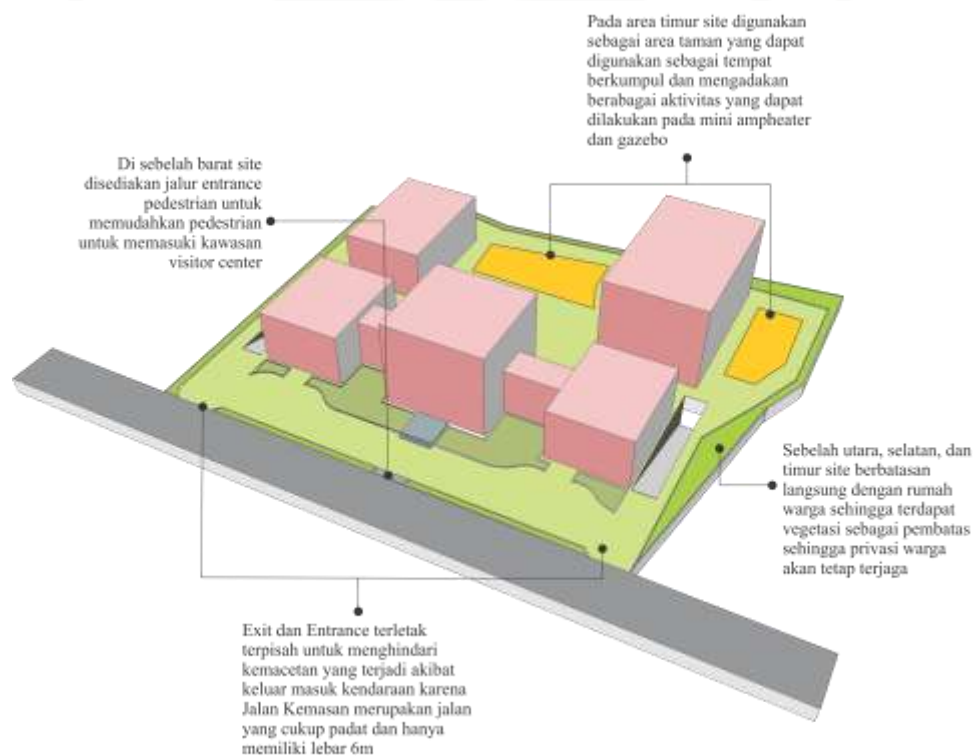 Pada area timur site digunakan
sebagai area taman yang dapat
digunakan sebagai tempat
berkumpul dan mengadakan
berabagai aktivitas yang dapat
dilakukan pada mini ampheater
dan gazebo
Di sebelah barat site
disediakan jalur entrance
pedestrian untuk
memudahkan pedestrian
untuk memasuki kawasan
visitor center
Sebelah utara, selatan, dan
timur site berbatasan
langsung dengan rumah
warga sehingga terdapat
vegetasi sebagai pembatas
sehingga privasi warga
akan tetap terjaga
Exit dan Entrance terletak
terpisah untuk menghindari
kemacetan yang terjadi akibat
keluar masuk kendaraan karena
Jalan Kemasan merupakan jalan
yang cukup padat dan hanya
memiliki lebar 6m